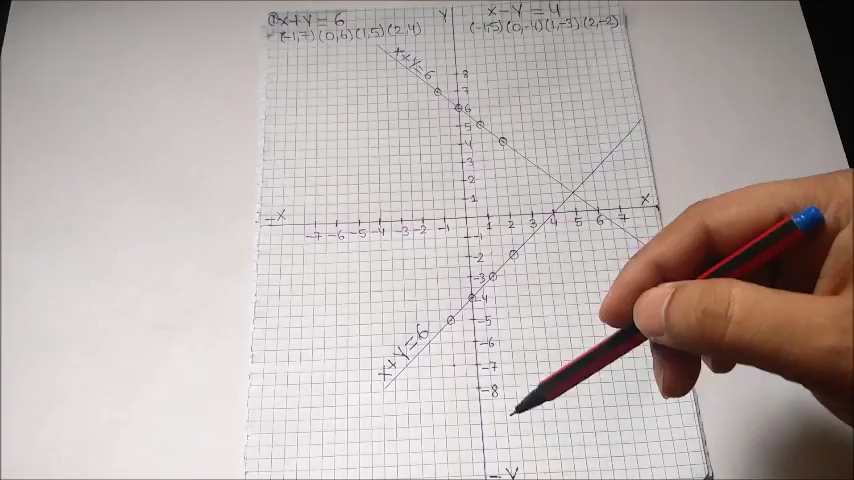 ① x+y=6
(-1,7)(0,6)(1,5)(2,4)
x-y=4
(-1,5)(0,-4)(1,-3)(2,-2)
Y
x+y=6
8
7
6
5
4
3
2
1
-X
X
-7 -6 -5 -4 -3 -2 -1 1 2 3 4 5 6 7
-1
-2
-3
-4
-5
-6
-7
-8
x+y=6
-Y